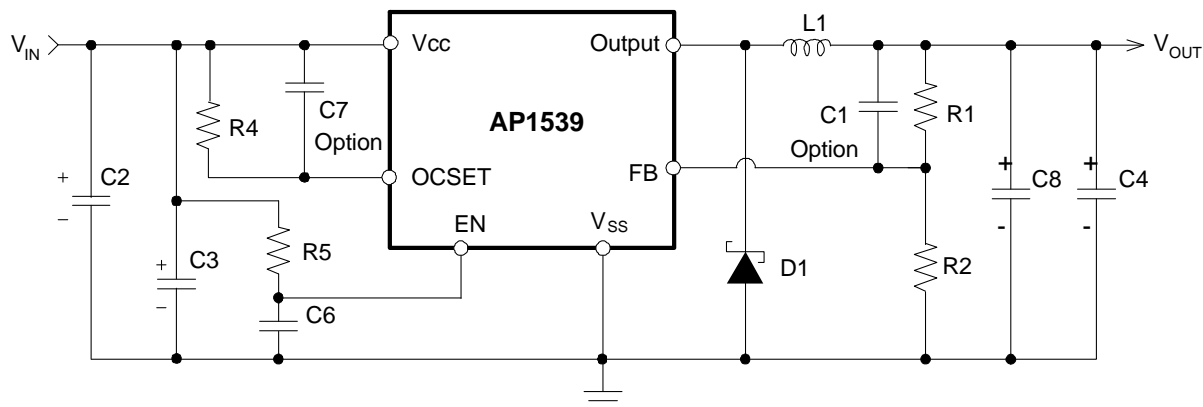 L1
VIN
Vcc
Output
VOUT
C7
Option
R4
AP1539
C1
Option
R1
OCSET
FB
+
C2
−
EN
VSS
+
C8
-
+
C4
-
+
C3
−
R5
D1
R2
C6